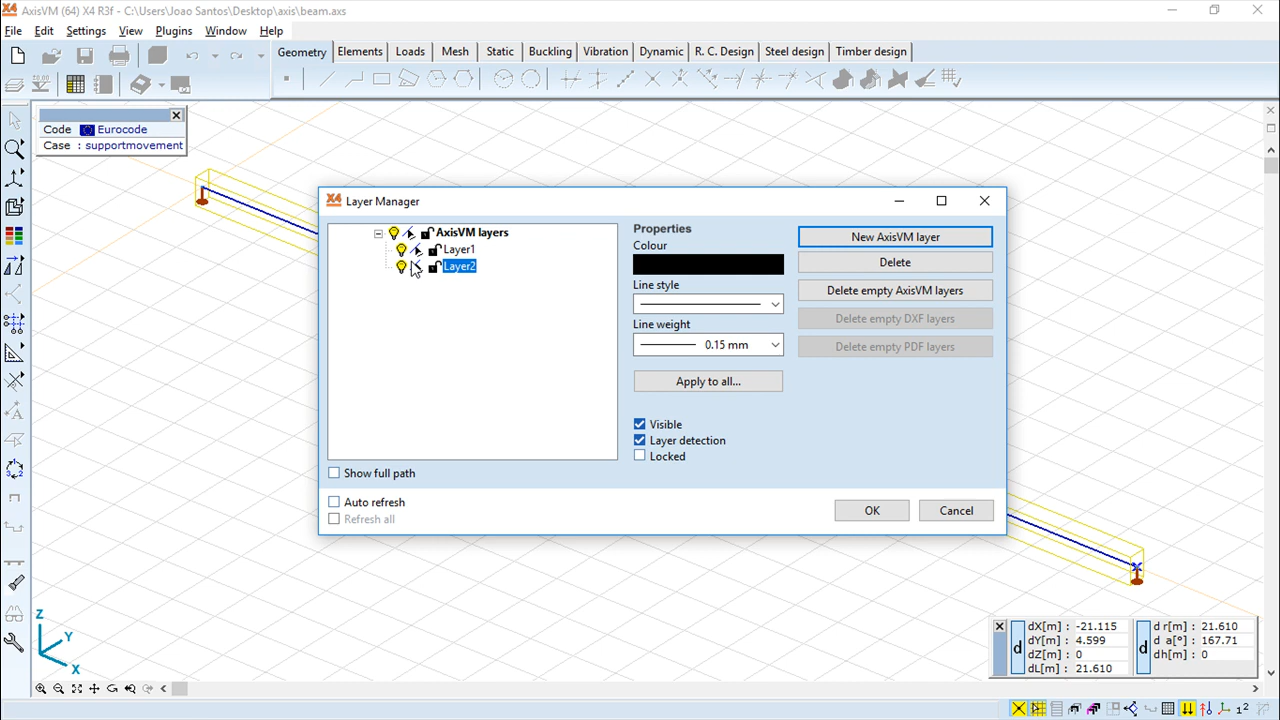 AxisVM (64) X4 R3f - C:\Users\Joao Santos\Desktop\axis\beam.axs
File Edit Settings View Plugins Window Help
Geometry Elements Loads Mesh Static Buckling Vibration Dynamic R. C. Design Steel design Timber design
Code Eurocode
Case : supportmovement
X4 Layer Manager
AxisVM layers
Layer1
Layer2
Show full path
Auto refresh
Refresh all
Properties
Colour
Line style
Line weight
0.15 mm
Apply to all...
Visible
Layer detection
Locked
New AxisVM layer
Delete
Delete empty AxisVM layers
Delete empty DXF layers
Delete empty PDF layers
OK Cancel
Z
Y
X
d
dX[m] : -21.115
dY[m] : 4.599
dZ[m] : 0
dL[m] : 21.610
d
d r[m] : 21.610
d a[°] : 167.71
dh[m] : 0